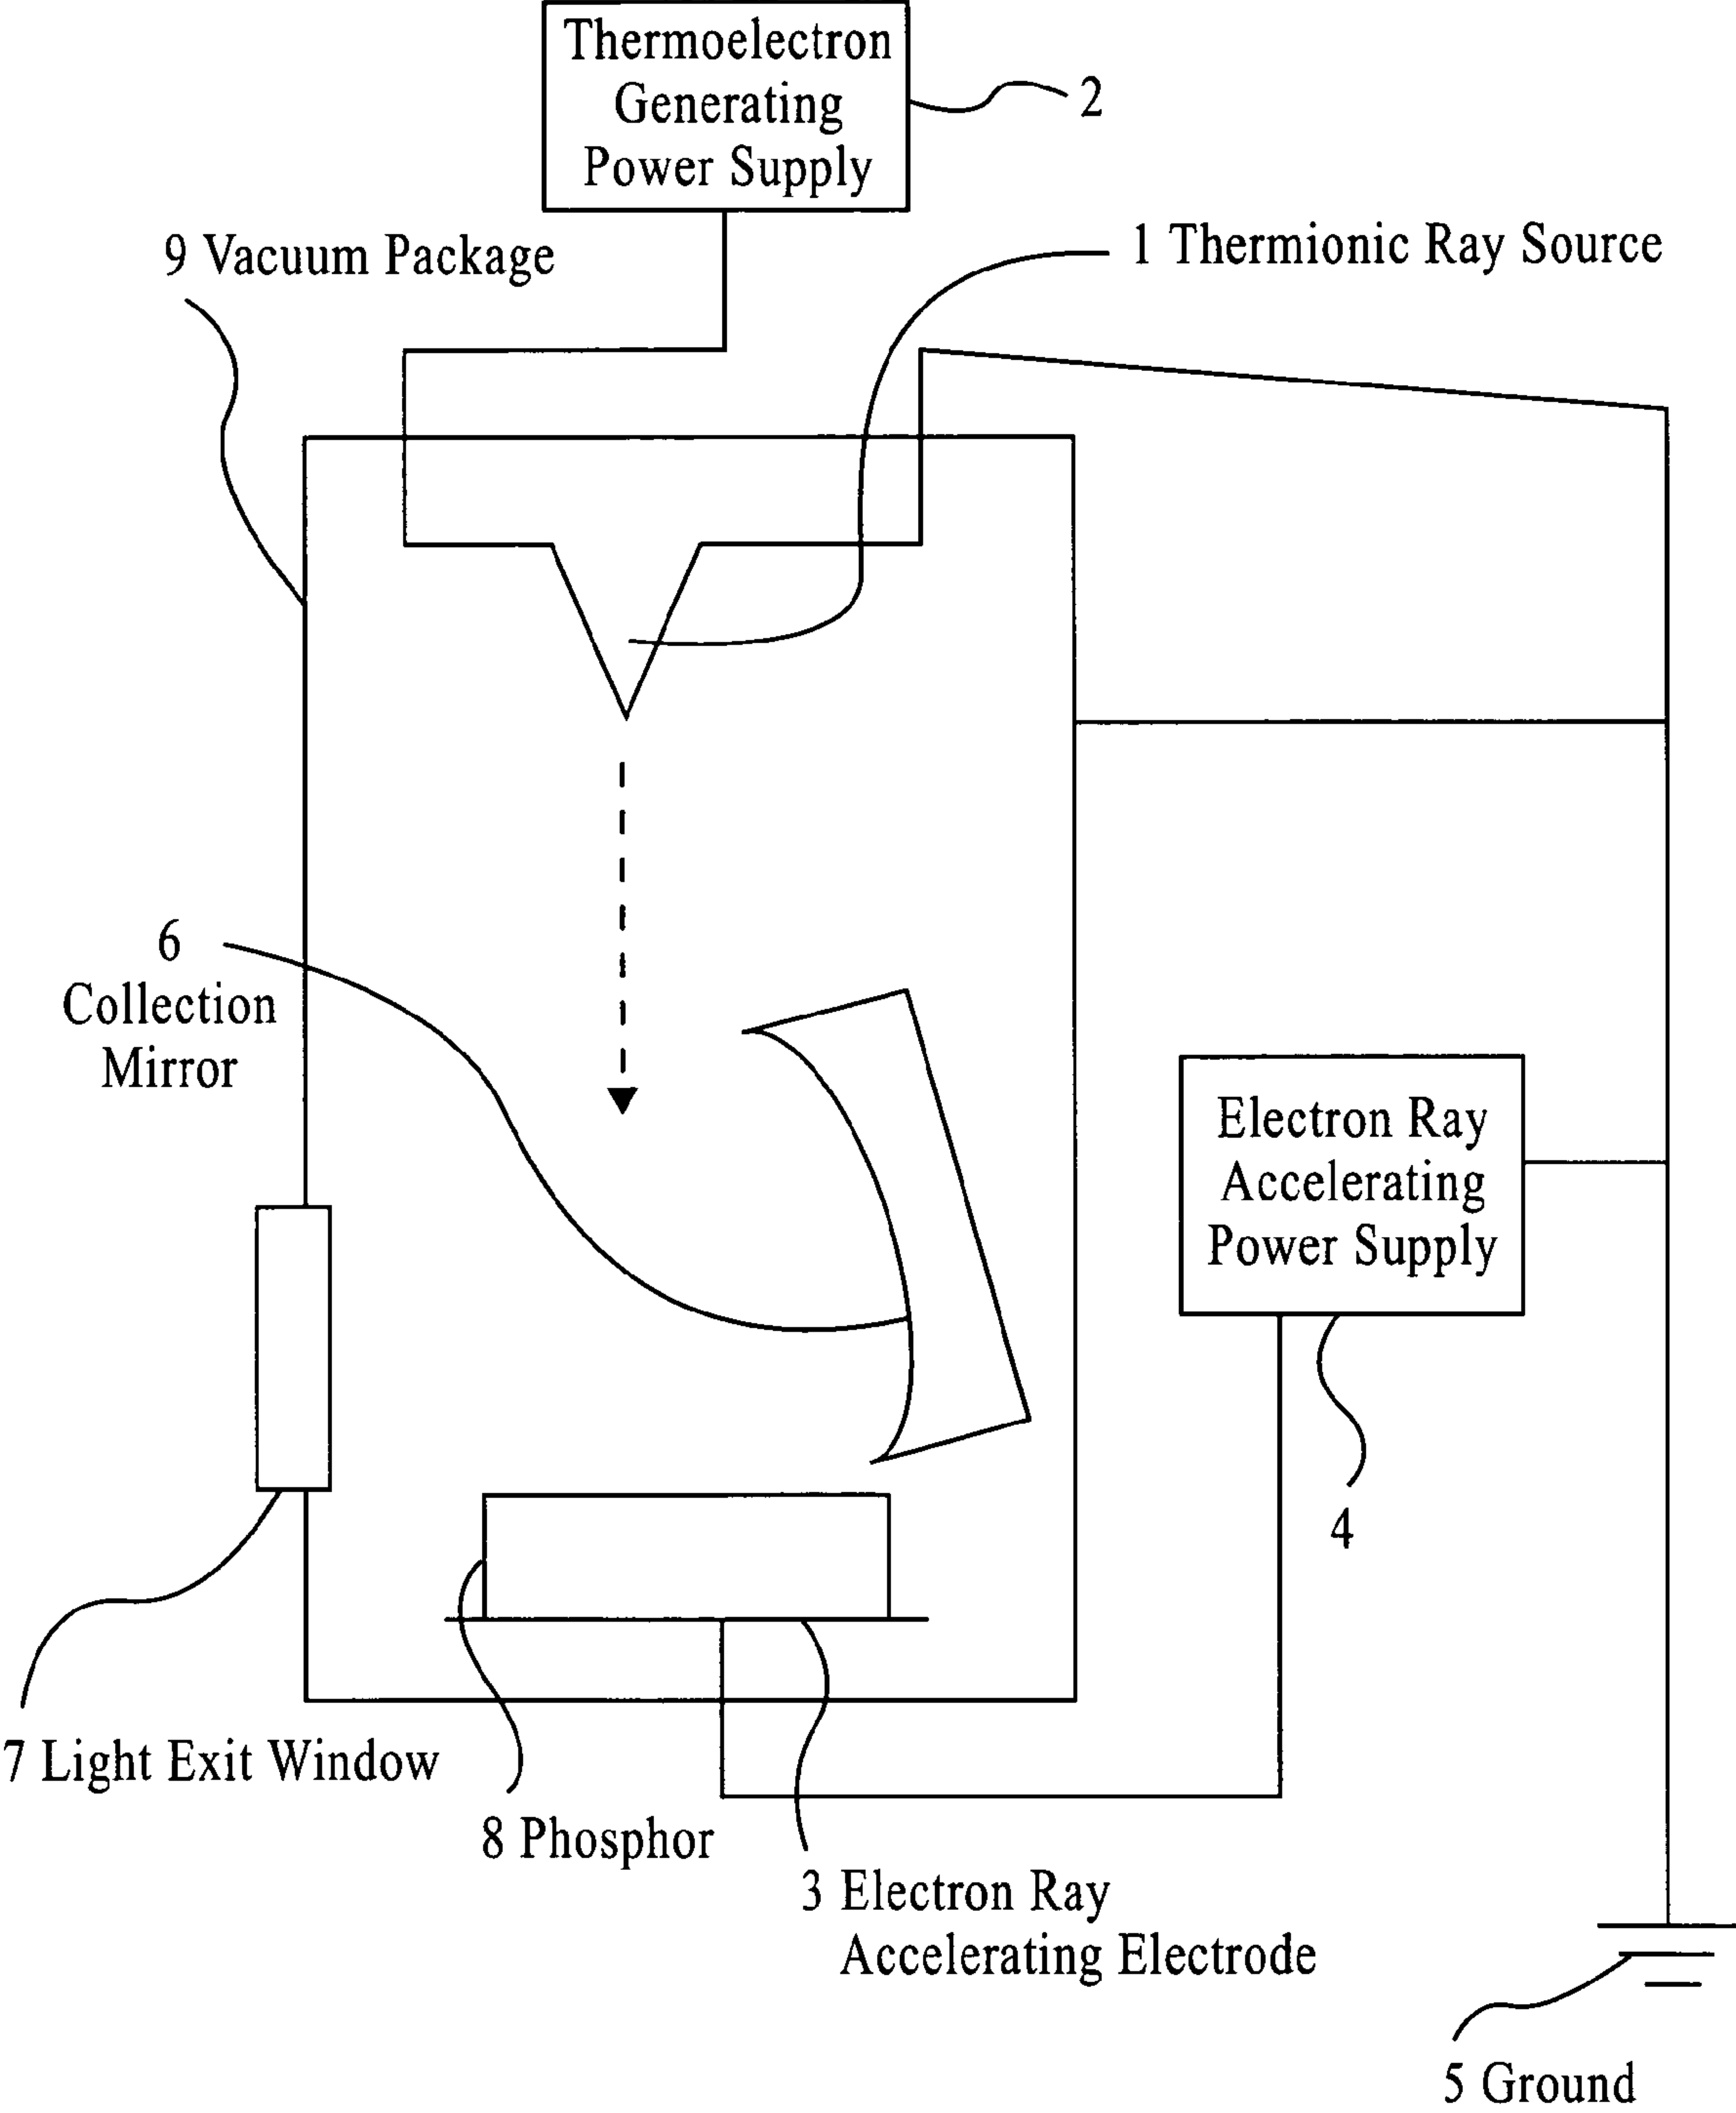 Thermoelectron
Generating
Power Supply
2
9 Vacuum Package
1 Thermionic Ray Source
6
Collection
Mirror
Electron Ray
Accelerating
Power Supply
4
7 Light Exit Window
8 Phosphor
3 Electron Ray
Accelerating Electrode
5 Ground